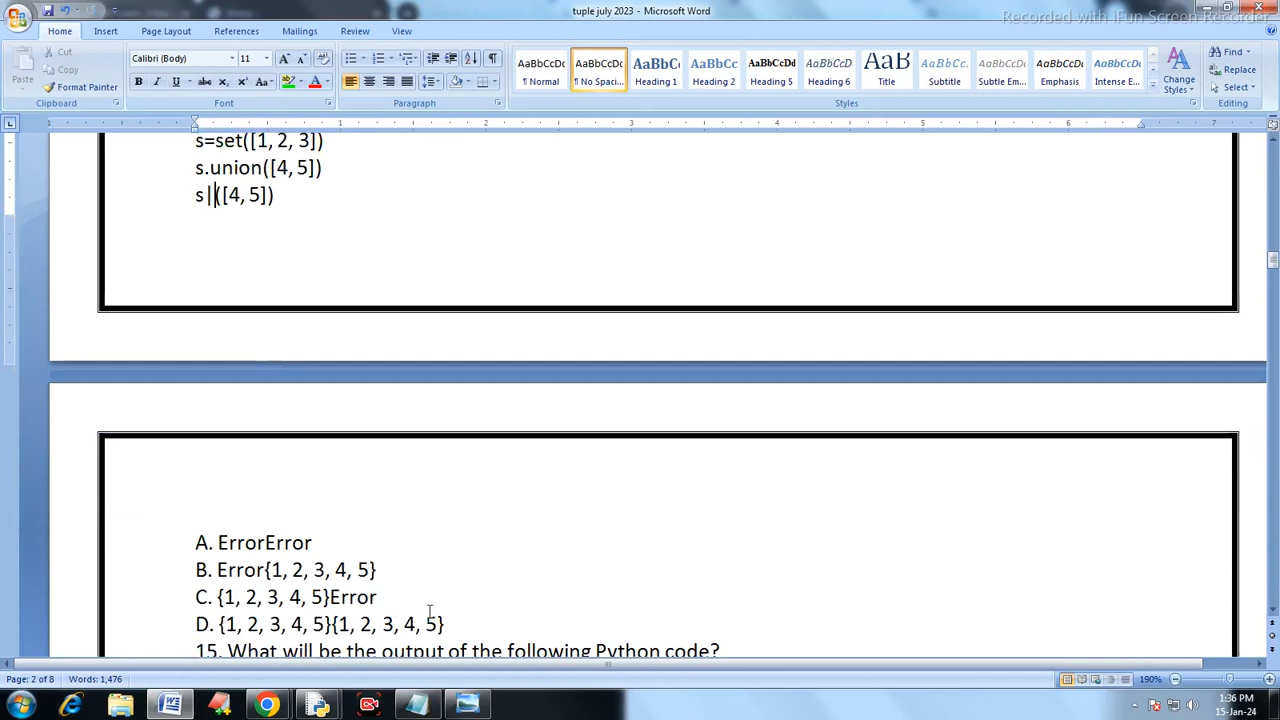 tuple july 2023 - Microsoft Word
Recorded with iFun Screen Recorder
Home Insert Page Layout References Mailings Review View
Cut
Copy
Format Painter
Paste
Clipboard
Calibri (Body) 11
Font
Paragraph
AaBbCcDc AaBbCcDc AaBbC AaBbCc AaBbCcDd AaBbCcD AaB AaBbCc. AaBbCcDd AaBbCcDd
¶ Normal ¶ No Spaci... Heading 1 Heading 2 Heading 5 Heading 6 Title Subtitle Subtle Em... Emphasis Intense E...
Change Styles
Styles
Find
Replace
Select
Editing
s=set([1, 2, 3])
s.union([4, 5])
s|([4, 5])
A. ErrorError
B. Error{1, 2, 3, 4, 5}
C. {1, 2, 3, 4, 5}Error
D. {1, 2, 3, 4, 5}{1, 2, 3, 4, 5}
15. What will be the output of the following Python code?
Page: 2 of 8 Words: 1,476
190%
1:36 PM
15-Jan-24